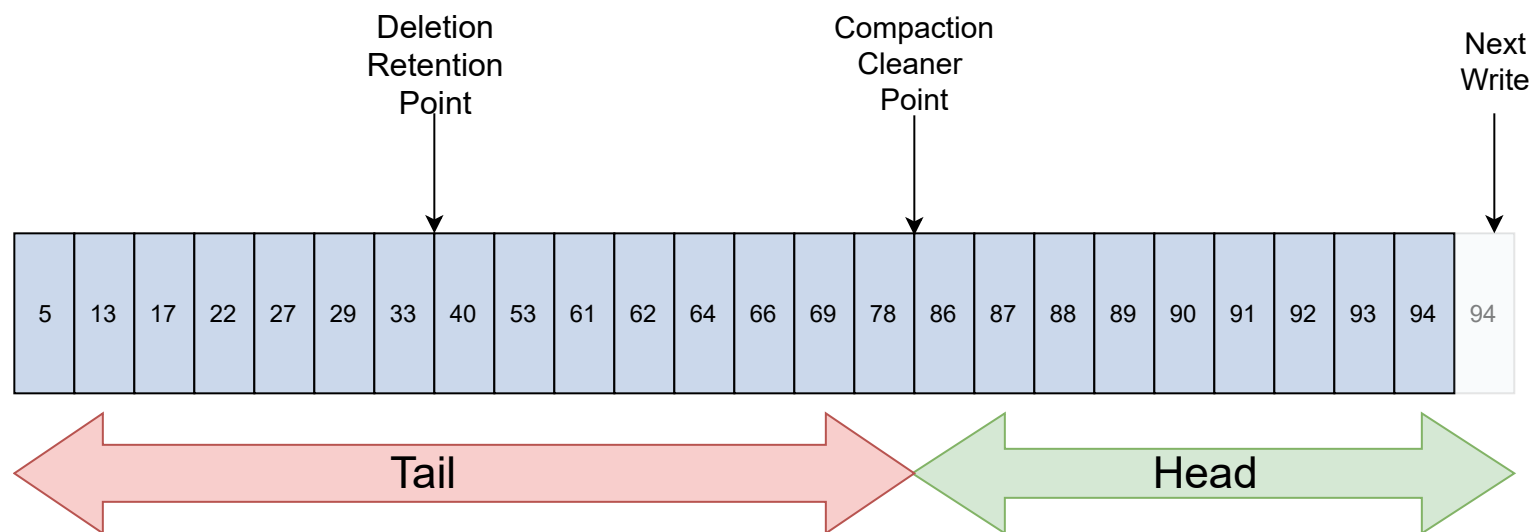 Deletion
Retention
Point
Compaction
Cleaner
Point
Next
Write
5 13 17 22 27 29 33 40 53 61 62 64 66 69 78 86 87 88 89 90 91 92 93 94 94
Tail Head